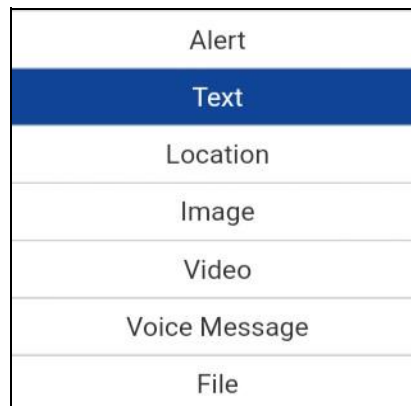 Alert
Text
Location
Image
Video
Voice Message
File